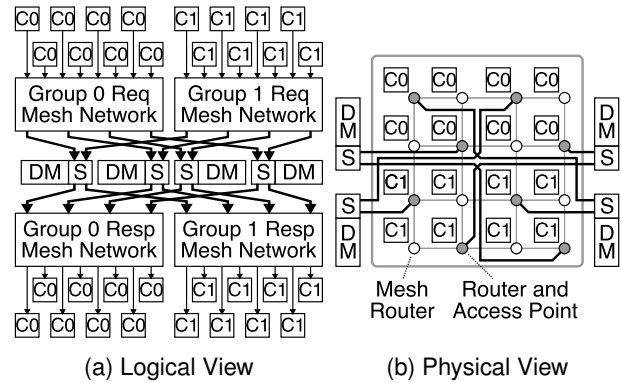 C0 C0 C0 C0 C1 C1 C1 C1
C0 C0 C0 C0 C1 C1 C1 C1
Group 0 Req
Mesh Network
Group 1 Req
Mesh Network
DM S DM S S DM S DM
Group 0 Resp
Mesh Network
Group 1 Resp
Mesh Network
C0 C0 C0 C0 C1 C1 C1 C1
C0 C0 C0 C0 C1 C1 C1 C1
(a) Logical View
C0 C0 C0 C0
DM
S
C0 C0 C0 C0
DM
S
C1 C1 C1 C1
S
DM
C1 C1 C1 C1
S
DM
Mesh
Router
Router and
Access Point
(b) Physical View